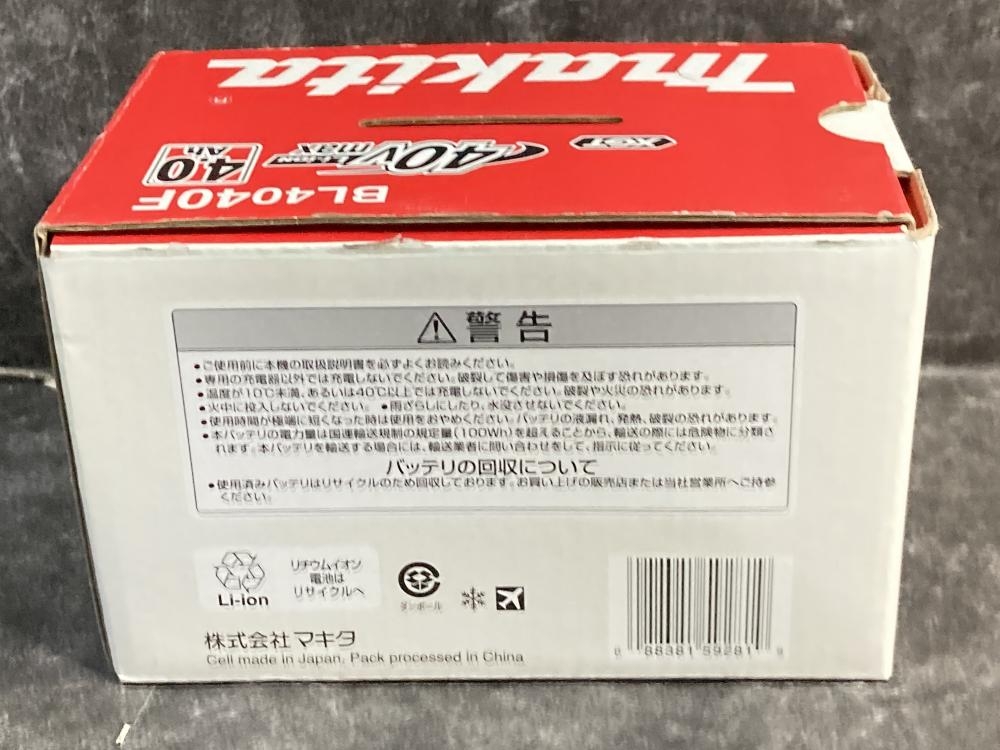 makita
XGT
40Vmax
Li-ion
4.0
Ah
BL4040F
警告
•ご使用前に本機の取扱説明書を必ずよくお読みください。
•専用の充電器以外では充電しないでください。破裂して傷害や損傷を及ぼす恐れがあります。
•温度が10℃未満、あるいは40℃以上では充電しないでください。破裂や火災の恐れがあります。
•火中に投入しないでください。 •雨ざらしにしたり、水没させないでください。
•使用時間が極端に短くなった時は使用をおやめください。バッテリの液漏れ、発熱、破裂の恐れがあります。
•本バッテリの電力量は国連輸送規制の規定量(100Wh)を超えることから、輸送の際には危険物に分類さ
れます。本バッテリを輸送する場合には、輸送業者に問い合わせをして、指示に従ってください。
バッテリの回収について
•使用済みバッテリはリサイクルのため回収しております。お買い上げの販売店または当社営業所へご持参
ください。
Li-ion
リチウムイオン
電池は
リサイクルへ
ダンボール
株式会社マキタ
Cell made in Japan, Pack processed in China
0 88381 59281 9